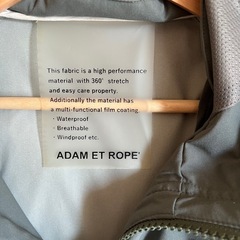 This fabric is a high performance
material with 360° stretch
and easy care property.
Additionally the material has
a multi-functional film coating.
・Waterproof
・Breathable
・Windproof etc.
ADAM ET ROPE'